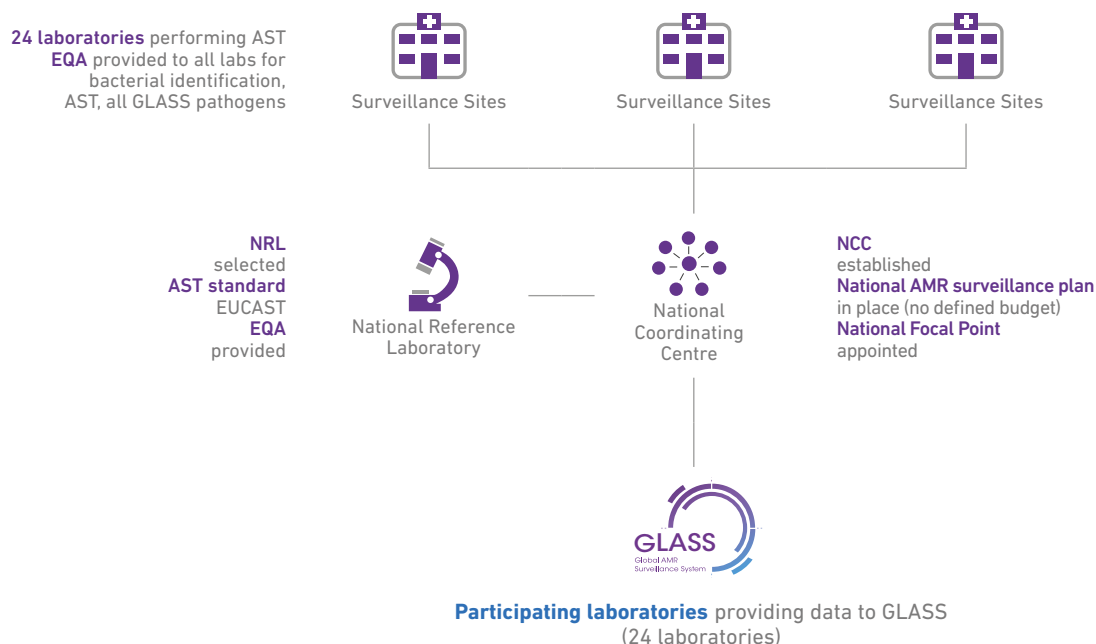 24 laboratories performing AST
EQA provided to all labs for
bacterial identification,
AST, all GLASS pathogens
Surveillance Sites
Surveillance Sites
Surveillance Sites
NRL
selected
AST standard
EUCAST
EQA
provided
National Reference
Laboratory
National
Coordinating
Centre
NCC
established
National AMR surveillance plan
in place (no defined budget)
National Focal Point
appointed
GLASS
Global AMR
Surveillance System
Participating laboratories providing data to GLASS
(24 laboratories)